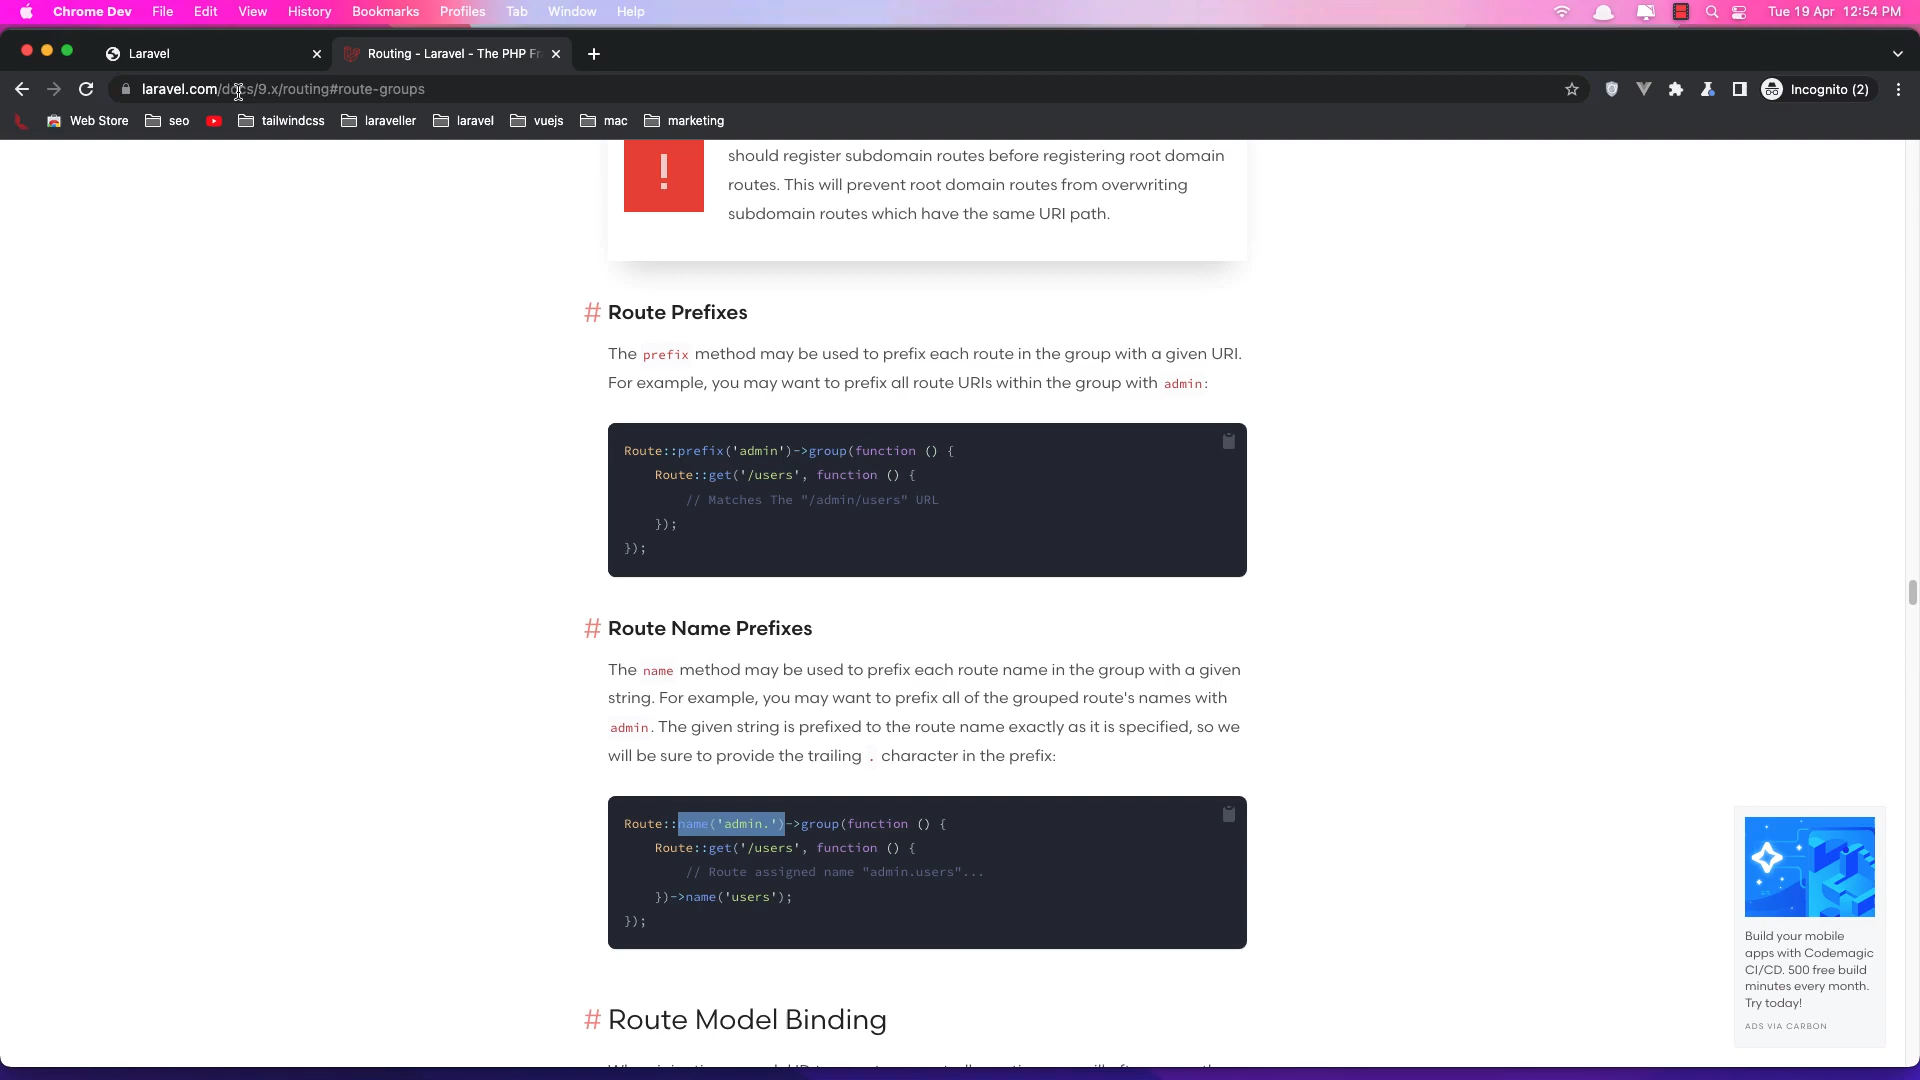 Chrome Dev File Edit View History Bookmarks Profiles Tab Window Help Tue 19 Apr 12:54 PM
Laravel Routing - Laravel - The PHP Fr
laravel.com/docs/9.x/routing#route-groups Incognito (2)
Web Store seo tailwindcss laraveller laravel vuejs mac marketing
should register subdomain routes before registering root domain
routes. This will prevent root domain routes from overwriting
subdomain routes which have the same URI path.
# Route Prefixes
The prefix method may be used to prefix each route in the group with a given URI.
For example, you may want to prefix all route URIs within the group with admin:
Route::prefix('admin')->group(function () {
Route::get('/users', function () {
// Matches The "/admin/users" URL
});
});
# Route Name Prefixes
The name method may be used to prefix each route name in the group with a given
string. For example, you may want to prefix all of the grouped route's names with
admin. The given string is prefixed to the route name exactly as it is specified, so we
will be sure to provide the trailing . character in the prefix:
Route::name('admin.')->group(function () {
Route::get('/users', function () {
// Route assigned name "admin.users"...
})->name('users');
});
# Route Model Binding
Build your mobile
apps with Codemagic
CI/CD. 500 free build
minutes every month.
Try today!
ADS VIA CARBON